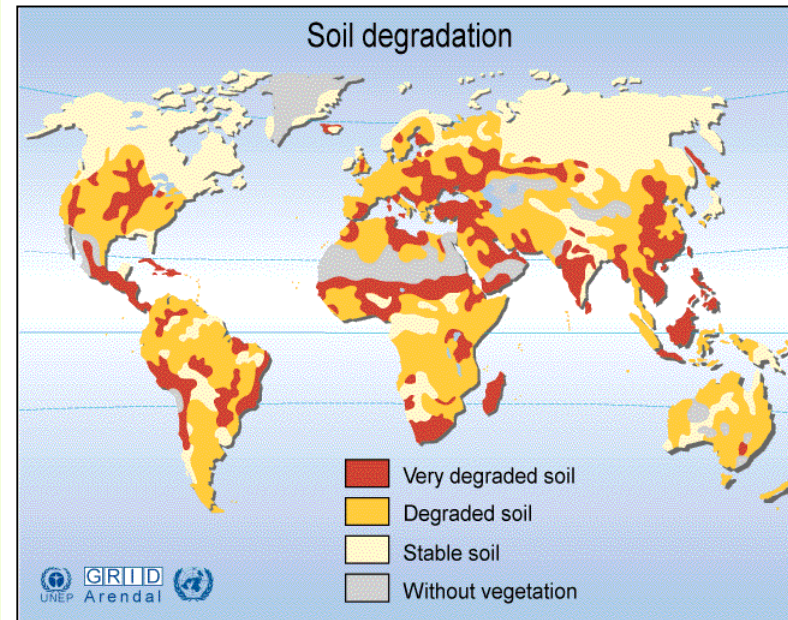 Soil degradation
Very degraded soil
Degraded soil
Stable soil
Without vegetation
UNEP
GRID
Arendal